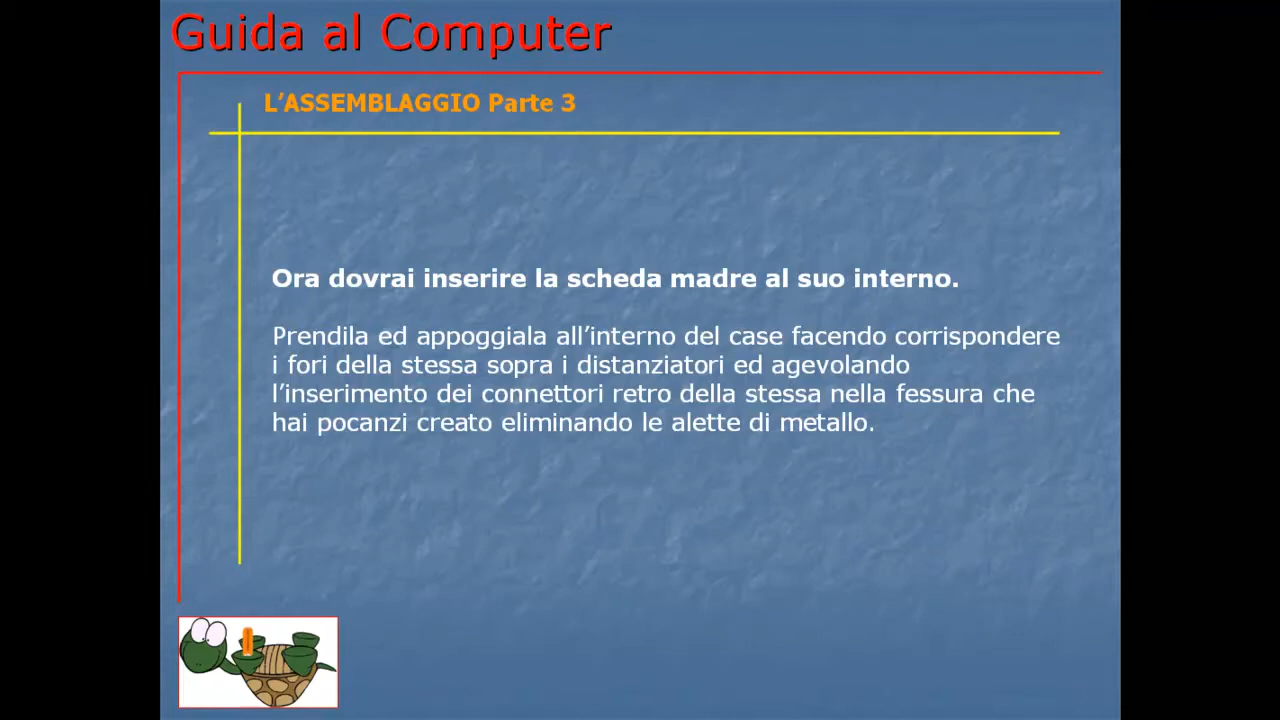 Guida al Computer
L’ASSEMBLAGGIO Parte 3
Ora dovrai inserire la scheda madre al suo interno.
Prendila ed appoggiala all’interno del case facendo corrispondere
i fori della stessa sopra i distanziatori ed agevolando
l’inserimento dei connettori retro della stessa nella fessura che
hai pocanzi creato eliminando le alette di metallo.